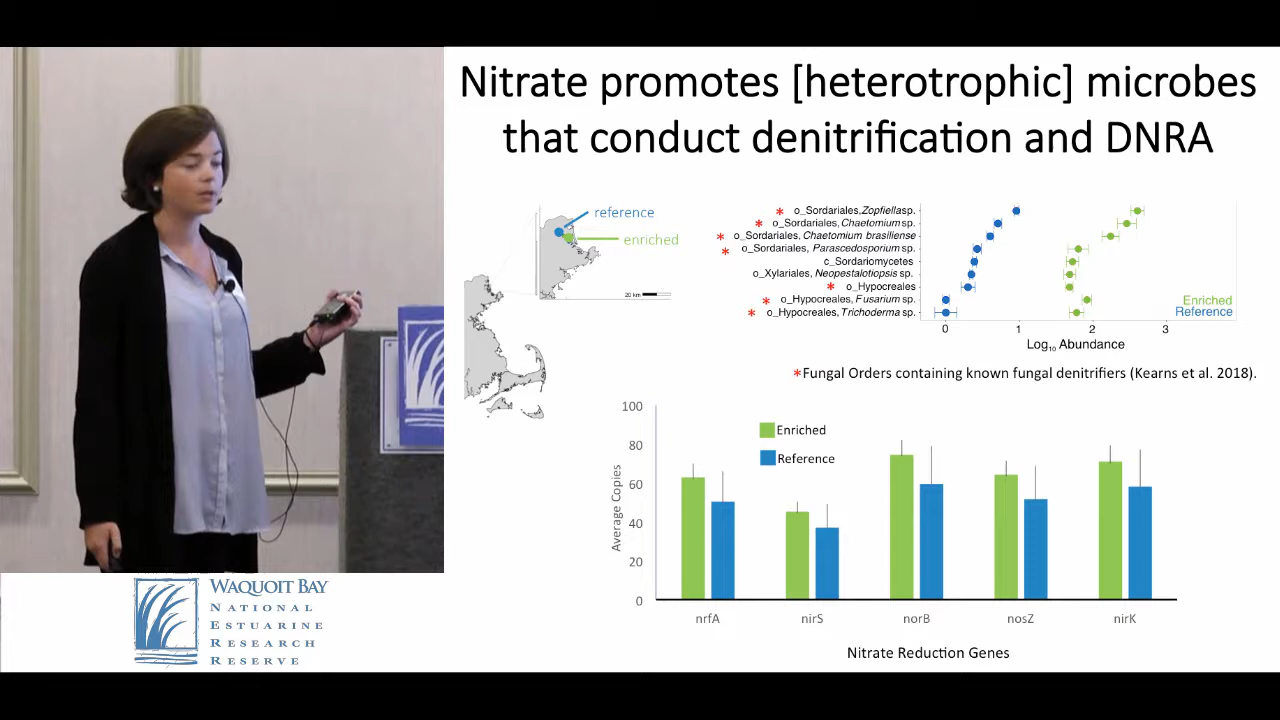 Nitrate promotes [heterotrophic] microbes
that conduct denitrification and DNRA
reference
enriched
20 km
* o_Sordariales, Zopfiella sp.
* o_Sordariales, Chaetomium sp.
* o_Sordariales, Chaetomium brasiliense
* o_Sordariales, Parascedosporium sp.
c_Sordariomycetes
o_Xylariales, Neopestalotiopsis sp.
* o_Hypocreales
* o_Hypocreales, Fusarium sp.
* o_Hypocreales, Trichoderma sp.
Enriched
Reference
0 1 2 3
Log10 Abundance
*Fungal Orders containing known fungal denitrifiers (Kearns et al. 2018).
100
80
60
40
20
0
Average Copies
Enriched
Reference
nrfA nirS norB nosZ nirK
Nitrate Reduction Genes
WAQUOIT BAY
NATIONAL
ESTUARINE
RESEARCH
RESERVE